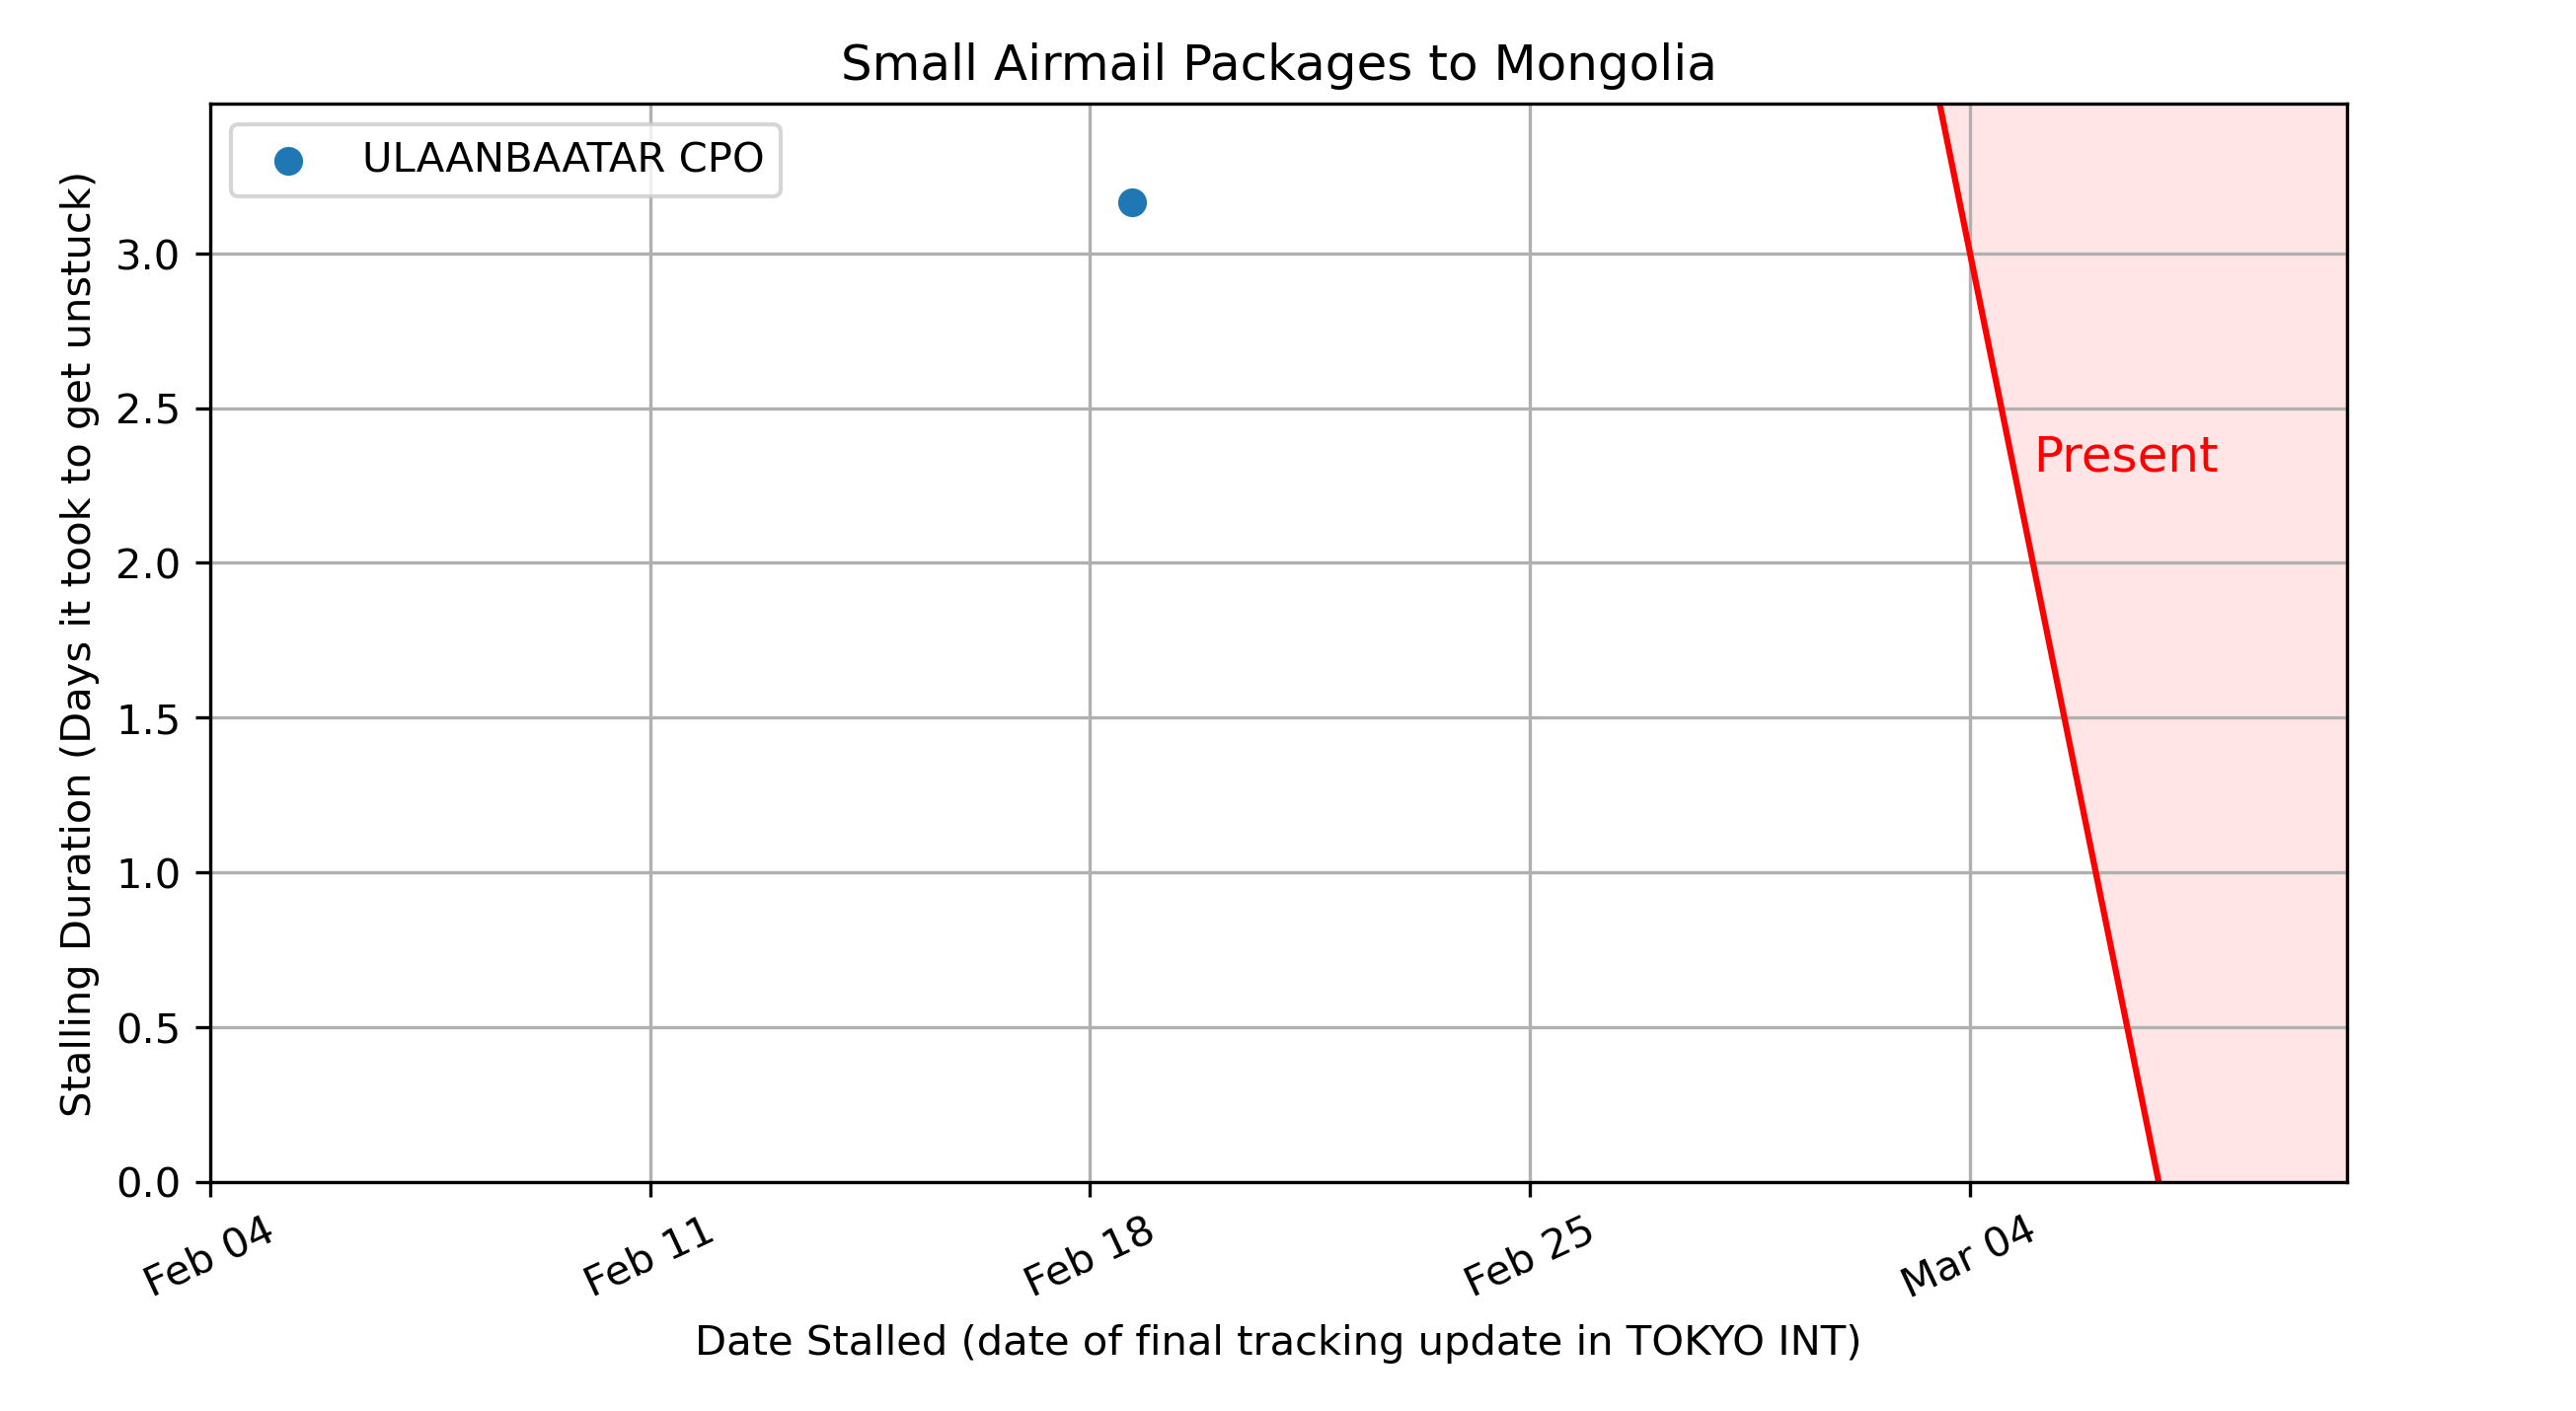 Small Airmail Packages to Mongolia
ULAANBAATAR CPO
Stalling Duration (Days it took to get unstuck)
3.0
2.5
2.0
1.5
1.0
0.5
0.0
Present
Feb 04
Feb 11
Feb 18
Feb 25
Mar 04
Date Stalled (date of final tracking update in TOKYO INT)